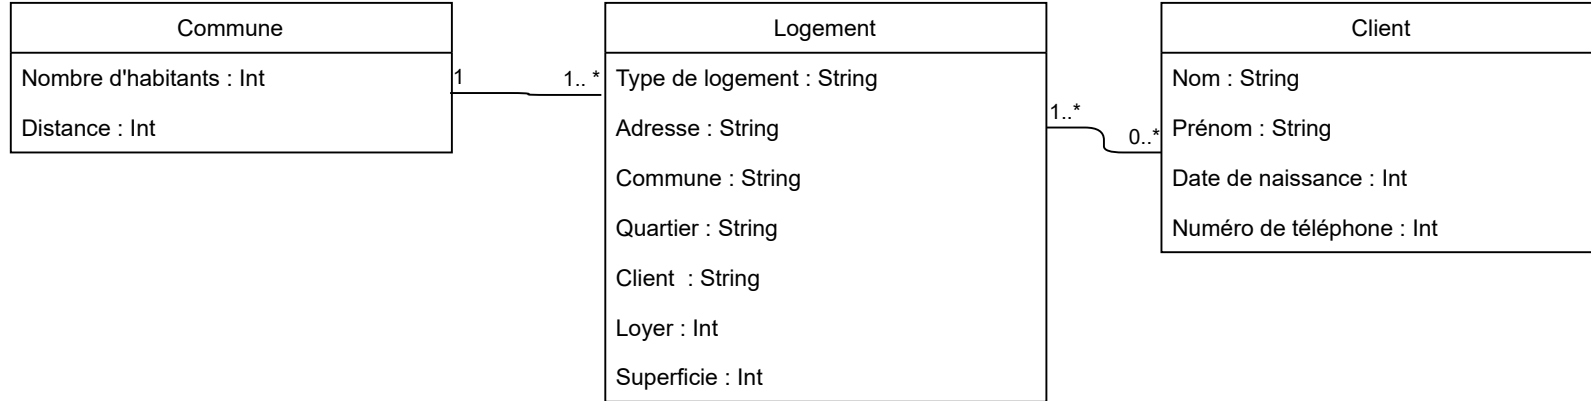 Commune
Nombre d'habitants : Int
Distance : Int
1
1.. *
Logement
Type de logement : String
Adresse : String
Commune : String
Quartier : String
Client  : String
Loyer : Int
Superficie : Int
1..*
0..*
Client
Nom : String
Prénom : String
Date de naissance : Int
Numéro de téléphone : Int